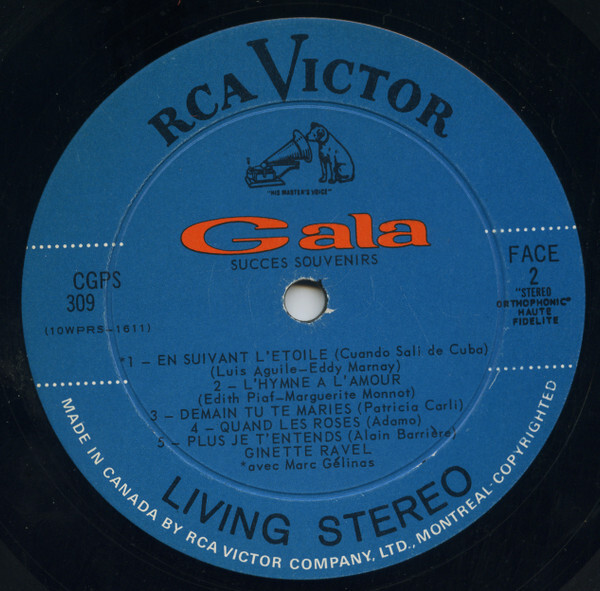 RCA VICTOR
"HIS MASTER'S VOICE"
Gala
SUCCES SOUVENIRS
CGPS
309
(10WPRS-1611)
FACE
2
"STEREO
ORTHOPHONIC"
HAUTE
FIDELITE
*1 – EN SUIVANT L'ETOILE (Cuando Sali de Cuba)
(Luis Aguile–Eddy Marnay)
2 – L'HYMNE A L'AMOUR
(Edith Piaf–Marguerite Monnot)
3 – DEMAIN TU TE MARIES (Patricia Carli)
4 – QUAND LES ROSES (Adamo)
5 – PLUS JE T'ENTENDS (Alain Barrière)
GINETTE RAVEL
*avec Marc Gélinas
LIVING STEREO
MADE IN CANADA BY RCA VICTOR COMPANY, LTD., MONTREAL·COPYRIGHTED